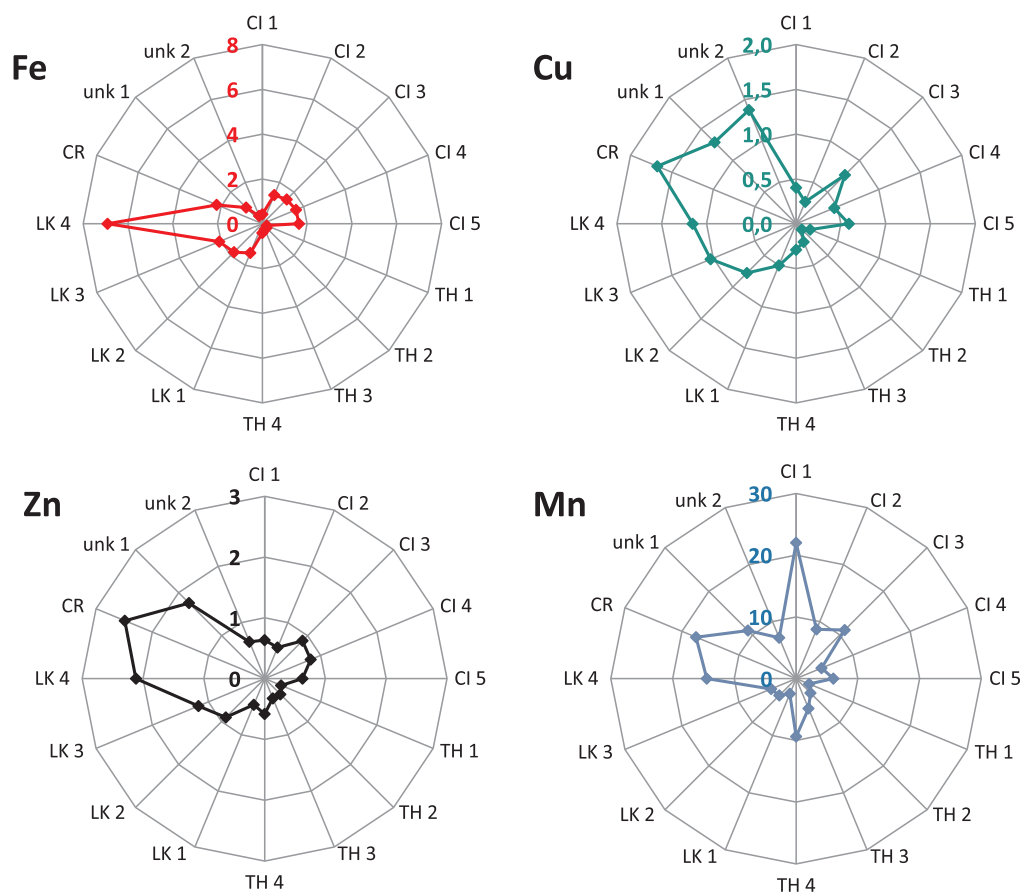 Fe
8
6
4
2
0
CI 1
CI 2
CI 3
CI 4
CI 5
TH 1
TH 2
TH 3
TH 4
LK 1
LK 2
LK 3
LK 4
CR
unk 1
unk 2
Cu
2,0
1,5
1,0
0,5
0,0
CI 1
CI 2
CI 3
CI 4
CI 5
TH 1
TH 2
TH 3
TH 4
LK 1
LK 2
LK 3
LK 4
CR
unk 1
unk 2
Zn
3
2
1
0
CI 1
CI 2
CI 3
CI 4
CI 5
TH 1
TH 2
TH 3
TH 4
LK 1
LK 2
LK 3
LK 4
CR
unk 1
unk 2
Mn
30
20
10
0
CI 1
CI 2
CI 3
CI 4
CI 5
TH 1
TH 2
TH 3
TH 4
LK 1
LK 2
LK 3
LK 4
CR
unk 1
unk 2